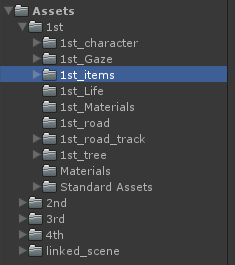 Assets
1st
1st_character
1st_Gaze
1st_items
1st_Life
1st_Materials
1st_road
1st_road_track
1st_tree
Materials
Standard Assets
2nd
3rd
4th
linked_scene